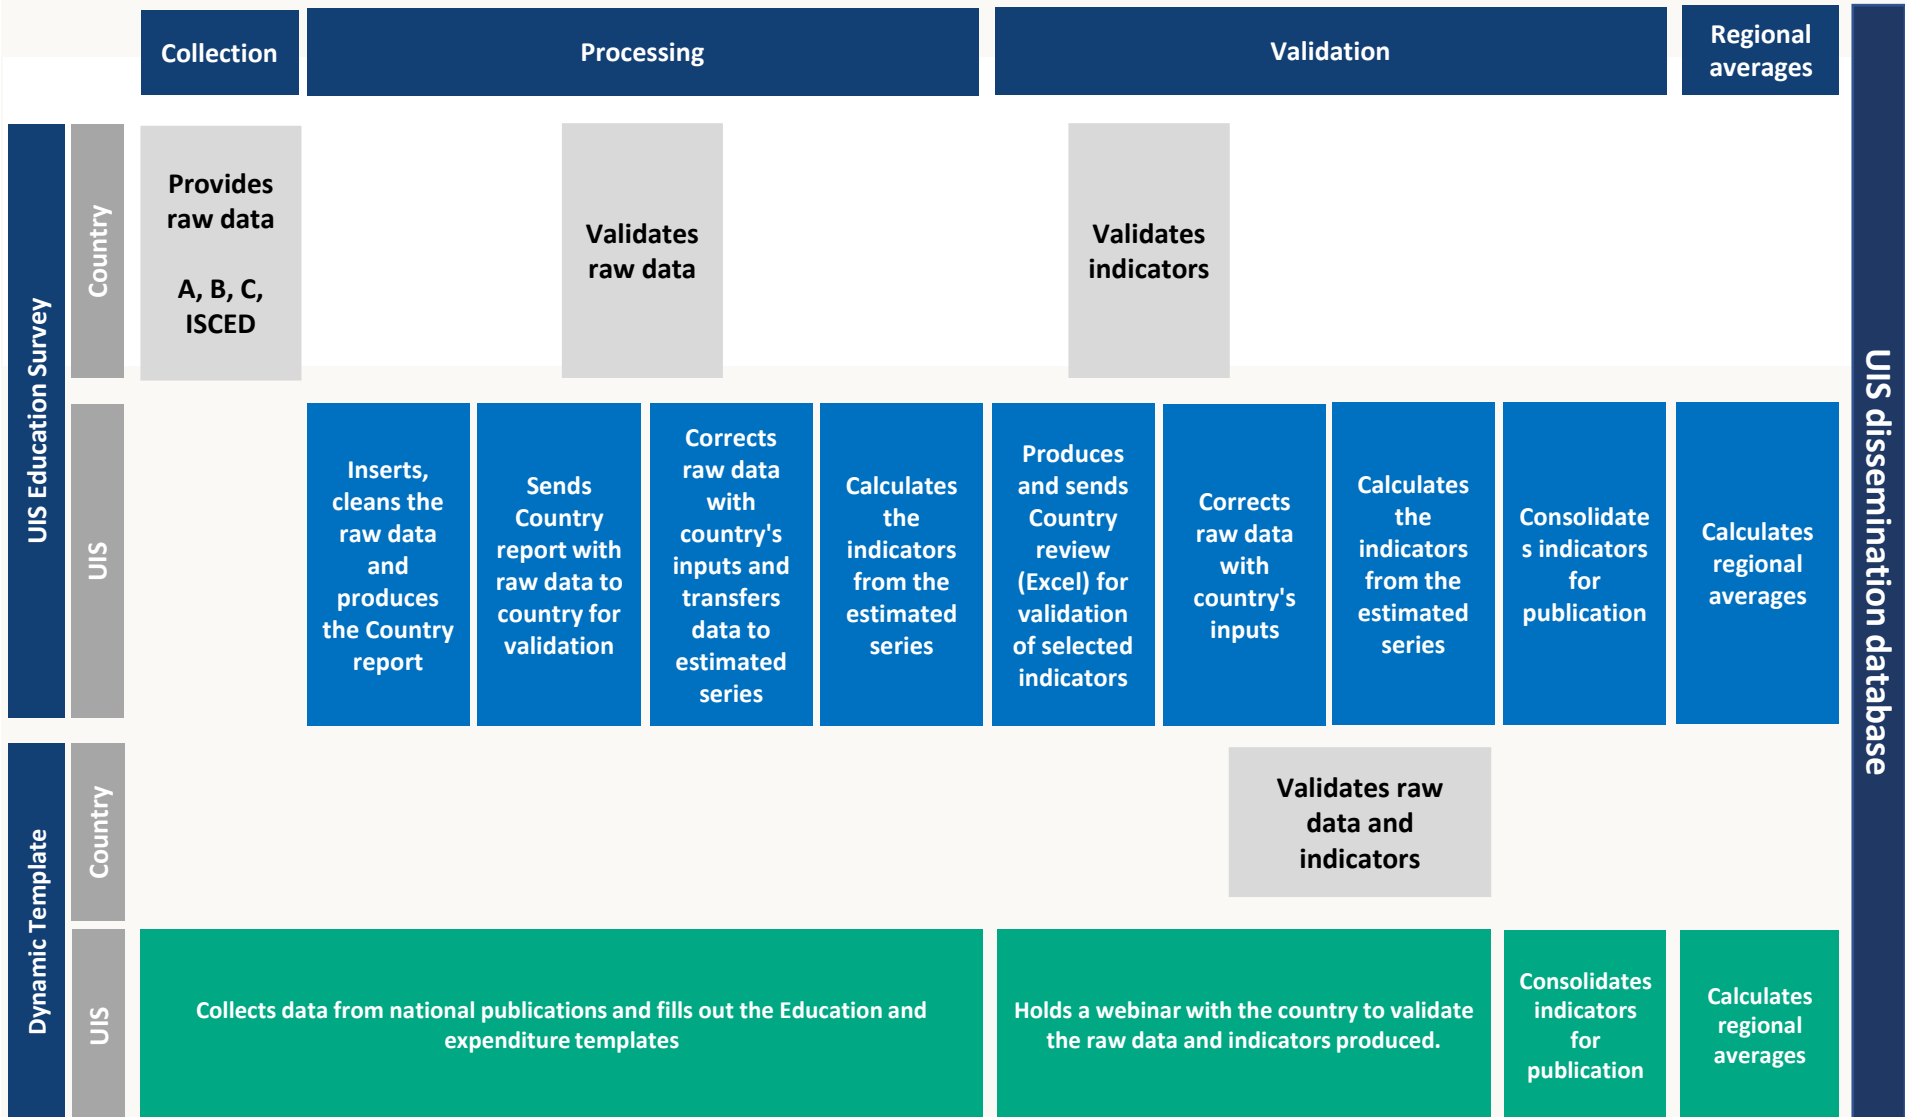 Collection
Processing
Validation
Regional
averages
UIS dissemination database
UIS Education Survey
Country
Provides
raw data
A, B, C,
ISCED
Validates
raw data
Validates
indicators
UIS
Inserts,
cleans the
raw data
and
produces
the Country
report
Sends
Country
report with
raw data to
country for
validation
Corrects
raw data
with
country's
inputs and
transfers
data to
estimated
series
Calculates
the
indicators
from the
estimated
series
Produces
and sends
Country
review
(Excel) for
validation
of selected
indicators
Corrects
raw data
with
country's
inputs
Calculates
the
indicators
from the
estimated
series
Consolidate
s indicators
for
publication
Calculates
regional
averages
Dynamic Template
Country
Validates raw
data and
indicators
UIS
Collects data from national publications and fills out the Education and
expenditure templates
Holds a webinar with the country to validate
the raw data and indicators produced.
Consolidates
indicators
for
publication
Calculates
regional
averages